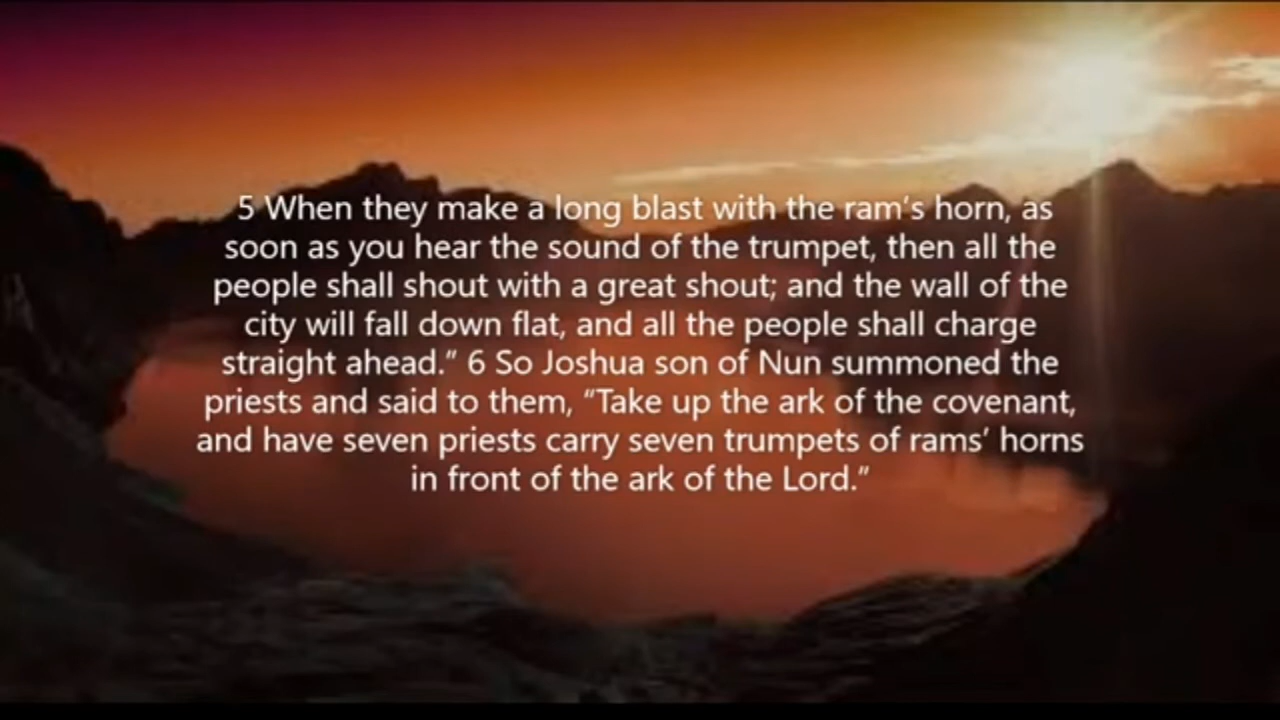 5 When they make a long blast with the ram's horn, as
soon as you hear the sound of the trumpet, then all the
people shall shout with a great shout; and the wall of the
city will fall down flat, and all the people shall charge
straight ahead.” 6 So Joshua son of Nun summoned the
priests and said to them, “Take up the ark of the covenant,
and have seven priests carry seven trumpets of rams’ horns
in front of the ark of the Lord.”